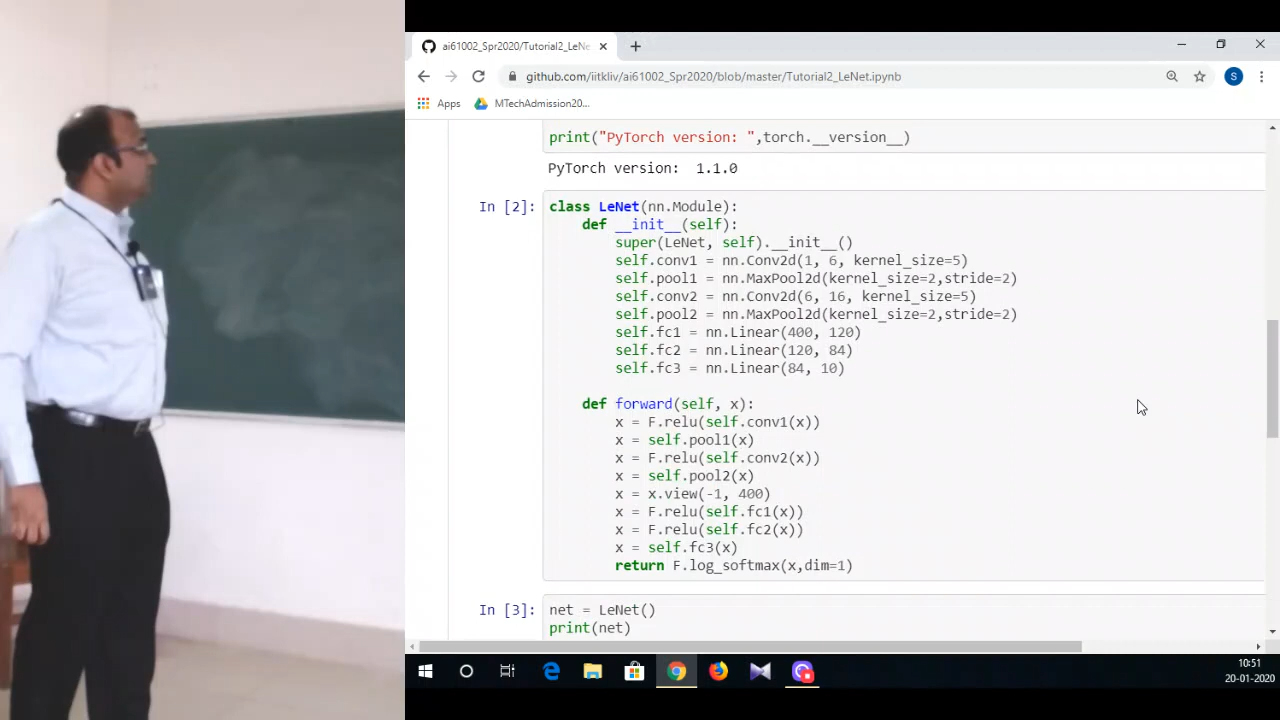 ai61002_Spr2020/Tutorial2_LeNe
github.com/iitkliv/ai61002_Spr2020/blob/master/Tutorial2_LeNet.ipynb
S
Apps MTechAdmission20...
print("PyTorch version: ",torch.__version__)
PyTorch version:  1.1.0
In [2]: class LeNet(nn.Module):
def __init__(self):
super(LeNet, self).__init__()
self.conv1 = nn.Conv2d(1, 6, kernel_size=5)
self.pool1 = nn.MaxPool2d(kernel_size=2,stride=2)
self.conv2 = nn.Conv2d(6, 16, kernel_size=5)
self.pool2 = nn.MaxPool2d(kernel_size=2,stride=2)
self.fc1 = nn.Linear(400, 120)
self.fc2 = nn.Linear(120, 84)
self.fc3 = nn.Linear(84, 10)
def forward(self, x):
x = F.relu(self.conv1(x))
x = self.pool1(x)
x = F.relu(self.conv2(x))
x = self.pool2(x)
x = x.view(-1, 400)
x = F.relu(self.fc1(x))
x = F.relu(self.fc2(x))
x = self.fc3(x)
return F.log_softmax(x,dim=1)
In [3]: net = LeNet()
print(net)
10:51
20-01-2020